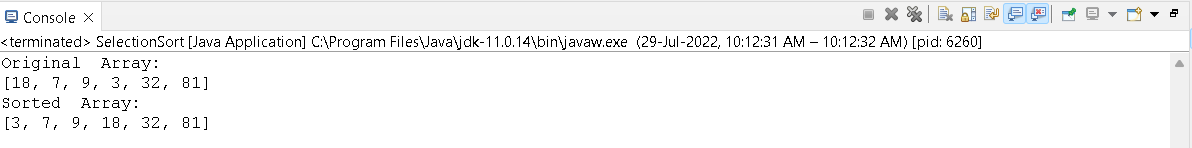 Console
<terminated> SelectionSort [Java Application] C:\Program Files\Java\jdk-11.0.14\bin\javaw.exe (29-Jul-2022, 10:12:31 AM – 10:12:32 AM) [pid: 6260]
Original  Array:
[18, 7, 9, 3, 32, 81]
Sorted  Array:
[3, 7, 9, 18, 32, 81]